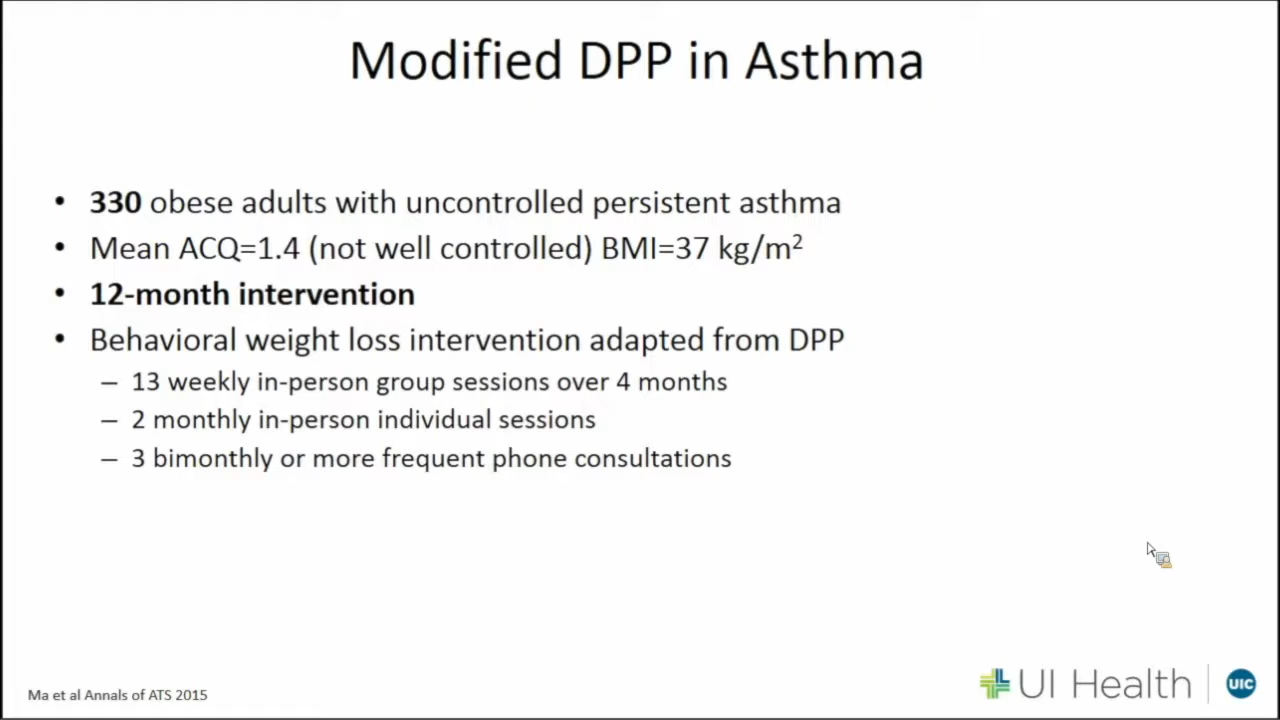 Modified DPP in Asthma
• 330 obese adults with uncontrolled persistent asthma
• Mean ACQ=1.4 (not well controlled) BMI=37 kg/m²
• 12-month intervention
• Behavioral weight loss intervention adapted from DPP
– 13 weekly in-person group sessions over 4 months
– 2 monthly in-person individual sessions
– 3 bimonthly or more frequent phone consultations
Ma et al Annals of ATS 2015
UI Health
UIC